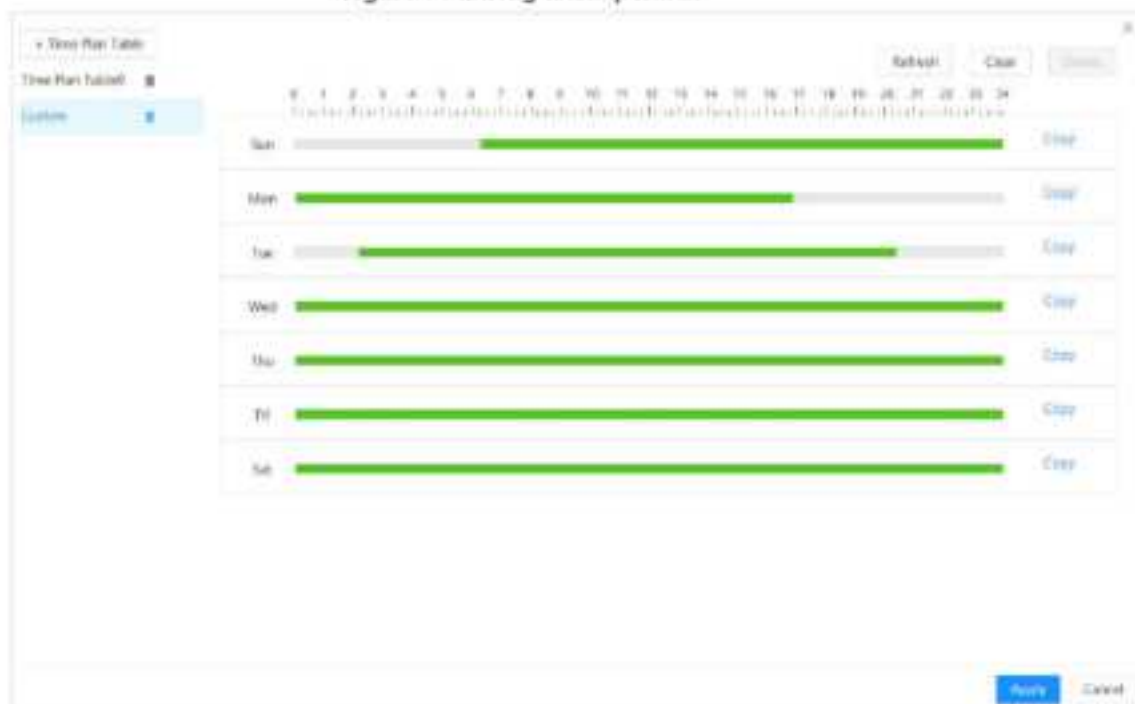 + Time Plan Table
Refresh Clear
Time Plan Table1
0 1 2 3 4 5 6 7 8 9 10 11 12 13 14 15 16 17 18 19 20 21 22 23 24
Custom
Sun Copy
Mon Copy
Tue Copy
Wed Copy
Thu Copy
Fri Copy
Sat Copy
Apply Cancel